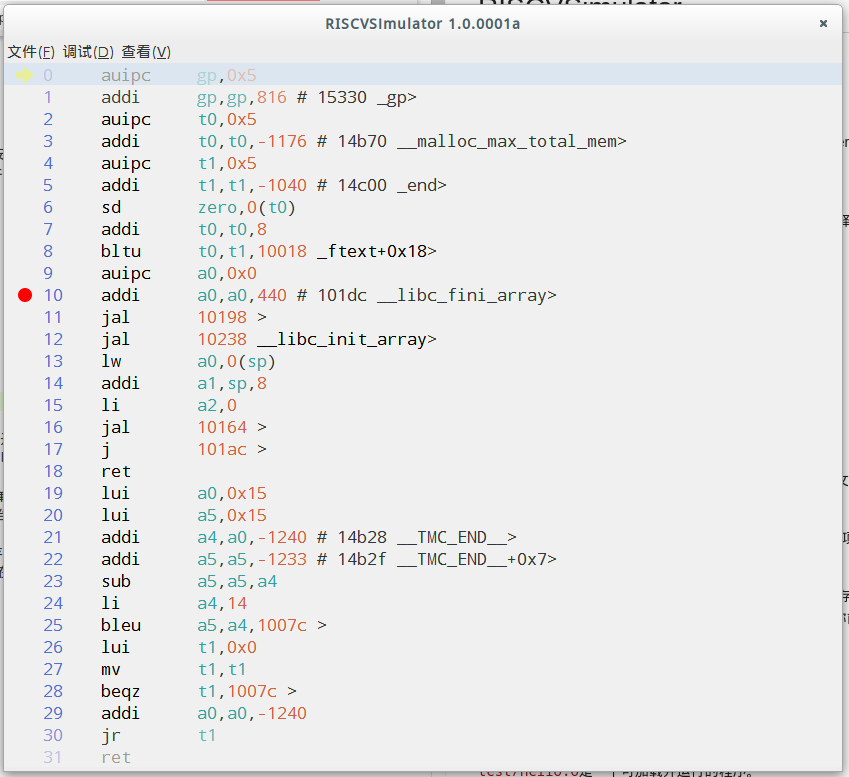 RISCVSImulator 1.0.0001a
×
文件(F) 调试(D) 查看(V)
0 auipc gp,0x5
1 addi gp,gp,816 # 15330 _gp>
2 auipc t0,0x5
3 addi t0,t0,-1176 # 14b70 __malloc_max_total_mem>
4 auipc t1,0x5
5 addi t1,t1,-1040 # 14c00 _end>
6 sd zero,0(t0)
7 addi t0,t0,8
8 bltu t0,t1,10018 _ftext+0x18>
9 auipc a0,0x0
10 addi a0,a0,440 # 101dc __libc_fini_array>
11 jal 10198 >
12 jal 10238 __libc_init_array>
13 lw a0,0(sp)
14 addi a1,sp,8
15 li a2,0
16 jal 10164 >
17 j 101ac >
18 ret
19 lui a0,0x15
20 lui a5,0x15
21 addi a4,a0,-1240 # 14b28 __TMC_END__>
22 addi a5,a5,-1233 # 14b2f __TMC_END__+0x7>
23 sub a5,a5,a4
24 li a4,14
25 bleu a5,a4,1007c >
26 lui t1,0x0
27 mv t1,t1
28 beqz t1,1007c >
29 addi a0,a0,-1240
30 jr t1
31 ret